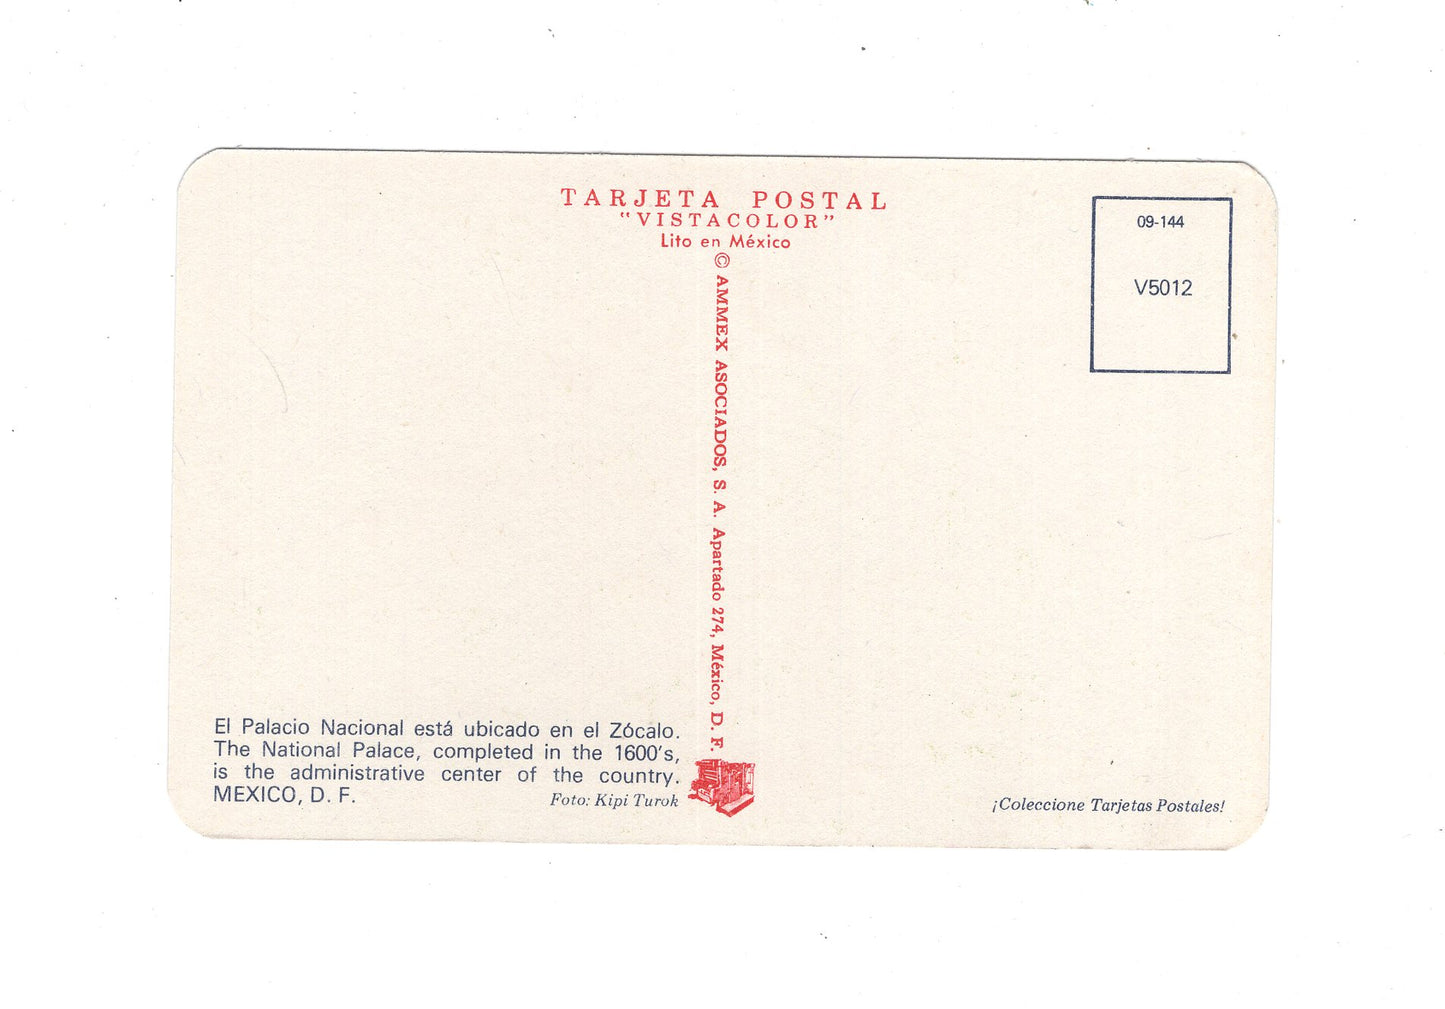 TARJETA POSTAL
"VISTACOLOR"
Lito en México
© AMMEX ASOCIADOS, S. A. Apartado 274, México, D. F.
09-144
V5012
El Palacio Nacional está ubicado en el Zócalo.
The National Palace, completed in the 1600's,
is the administrative center of the country.
MEXICO, D. F.
Foto: Kipi Turok
¡Coleccione Tarjetas Postales!